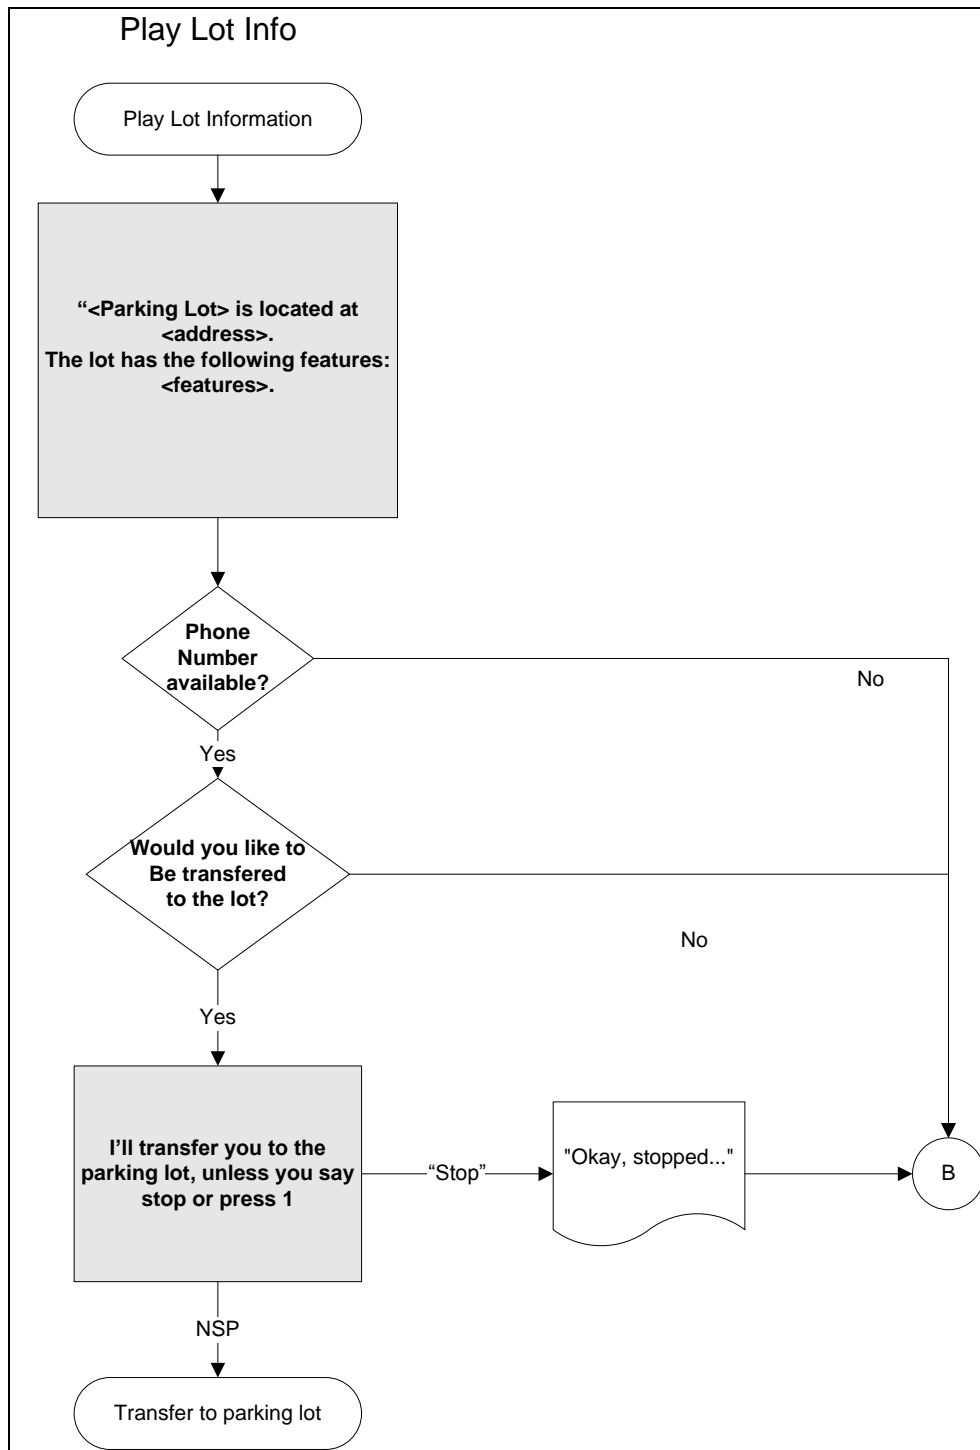 Play Lot Info
Play Lot Information
“<Parking Lot> is located at
<address>.
The lot has the following features:
<features>.
Phone
Number
available?
No
Yes
Would you like to
Be transfered
to the lot?
No
Yes
I’ll transfer you to the
parking lot, unless you say
stop or press 1
“Stop”
"Okay, stopped..."
B
NSP
Transfer to parking lot